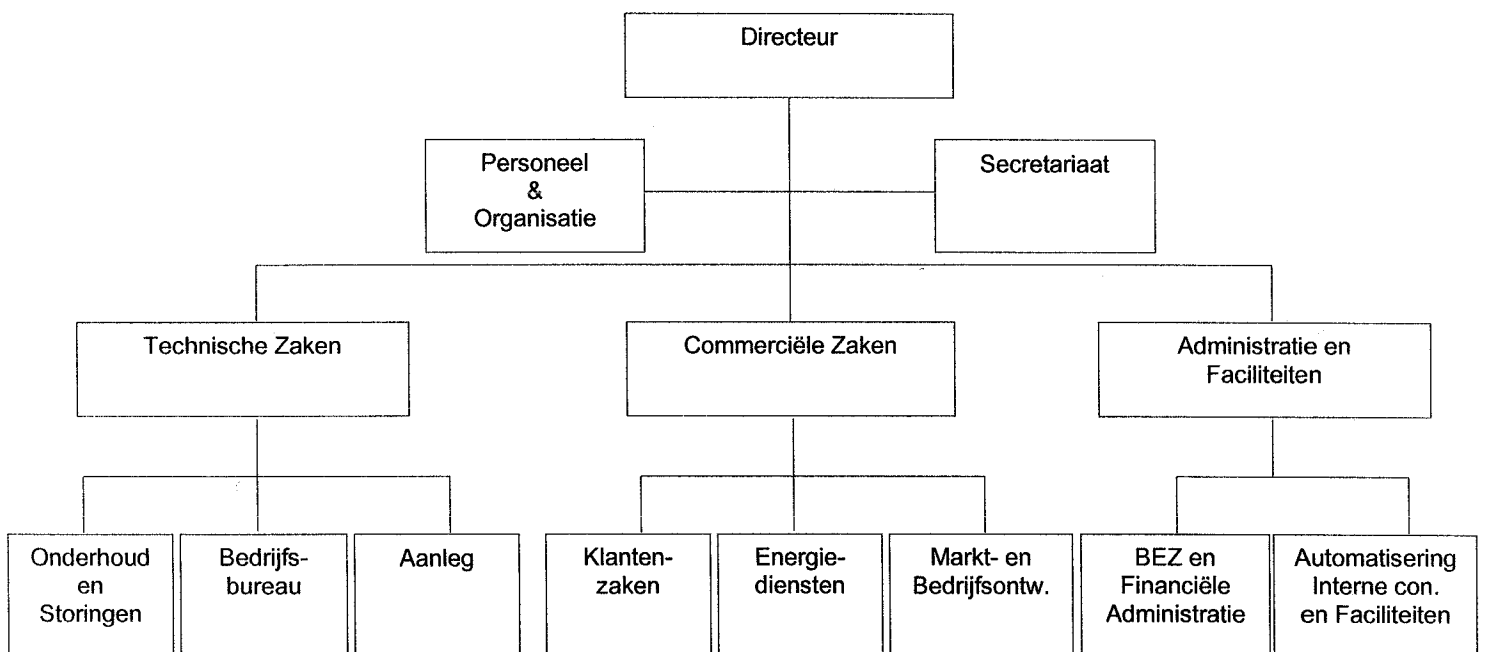 Directeur
Personeel
&
Organisatie
Secretariaat
Technische Zaken
Commerciële Zaken
Administratie en
Faciliteiten
Onderhoud
en
Storingen
Bedrijfs-
bureau
Aanleg
Klanten-
zaken
Energie-
diensten
Markt- en
Bedrijfsontw.
BEZ en
Financiële
Administratie
Automatisering
Interne con.
en Faciliteiten